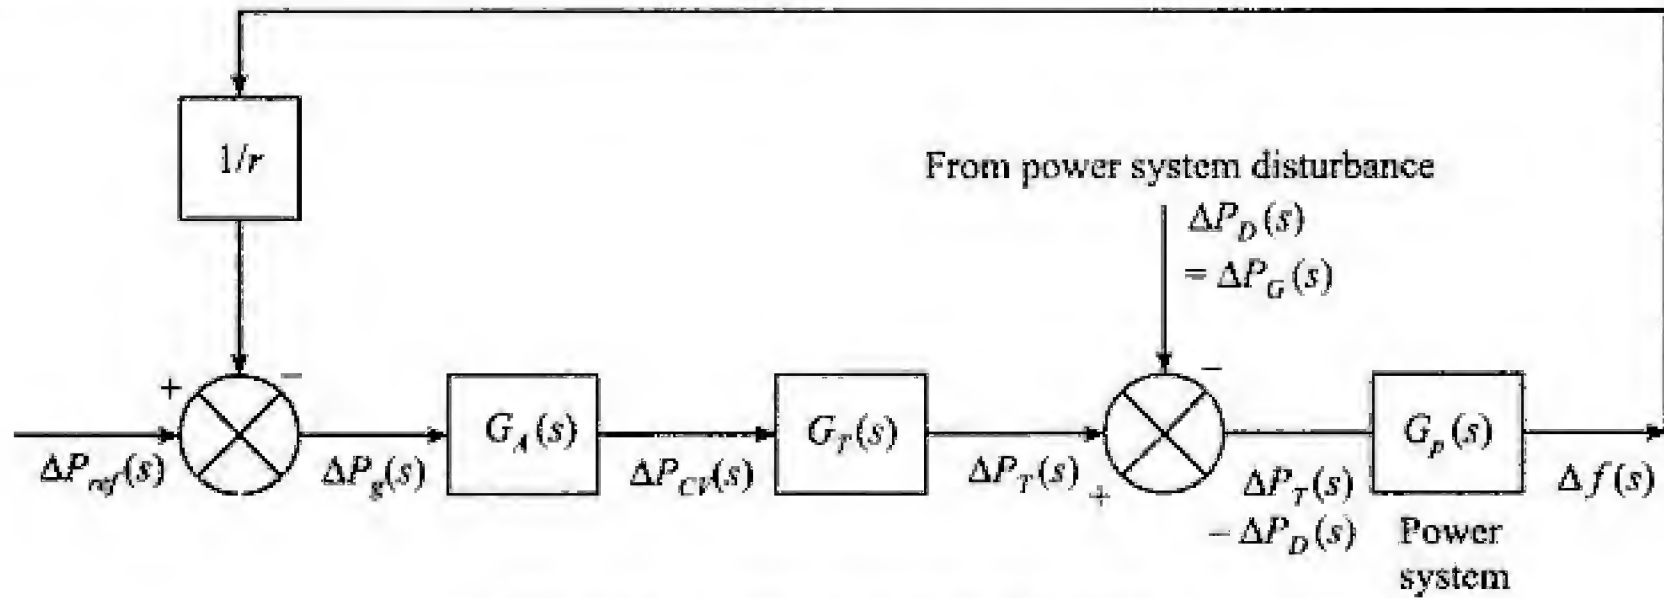 1/r
From power system disturbance
ΔP_D(s)
= ΔP_G(s)
+
−
G_A(s)
G_T(s)
−
G_p(s)
ΔP_ref(s)
ΔP_g(s)
ΔP_CV(s)
ΔP_T(s)
+
ΔP_T(s)
− ΔP_D(s)
Δf(s)
Power
system